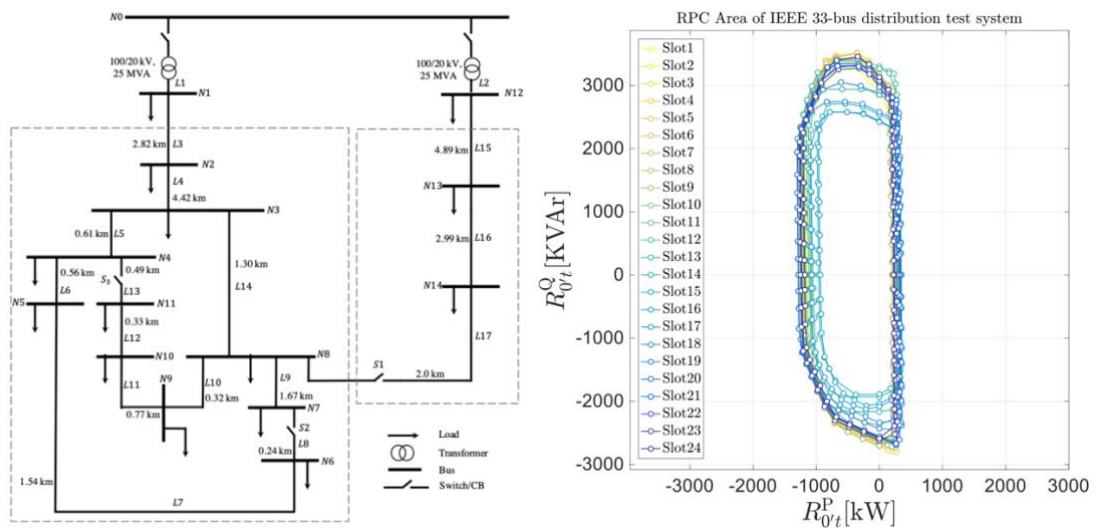 N0
100/20 kV,
25 MVA
L1
N1
100/20 kV,
25 MVA
L2
N12
2.82 km
L3
N2
L4
4.42 km
N3
0.61 km
L5
N4
0.56 km
0.49 km
S3
L6
L13
N5
N11
0.33 km
L12
N10
1.30 km
L14
N8
N9
L11
L10
0.32 km
0.77 km
L9
1.67 km
N7
S2
L8
0.24 km
N6
1.54 km
L7
4.89 km
L15
N13
2.99 km
L16
N14
L17
S1
2.0 km
Load
Transformer
Bus
Switch/CB
RPC Area of IEEE 33-bus distribution test system
Slot1
Slot2
Slot3
Slot4
Slot5
Slot6
Slot7
Slot8
Slot9
Slot10
Slot11
Slot12
Slot13
Slot14
Slot15
Slot16
Slot17
Slot18
Slot19
Slot20
Slot21
Slot22
Slot23
Slot24
3000
2000
1000
0
-1000
-2000
-3000
R^Q_{0't}[KVAr]
-3000 -2000 -1000 0 1000 2000 3000
R^P_{0't}[kW]